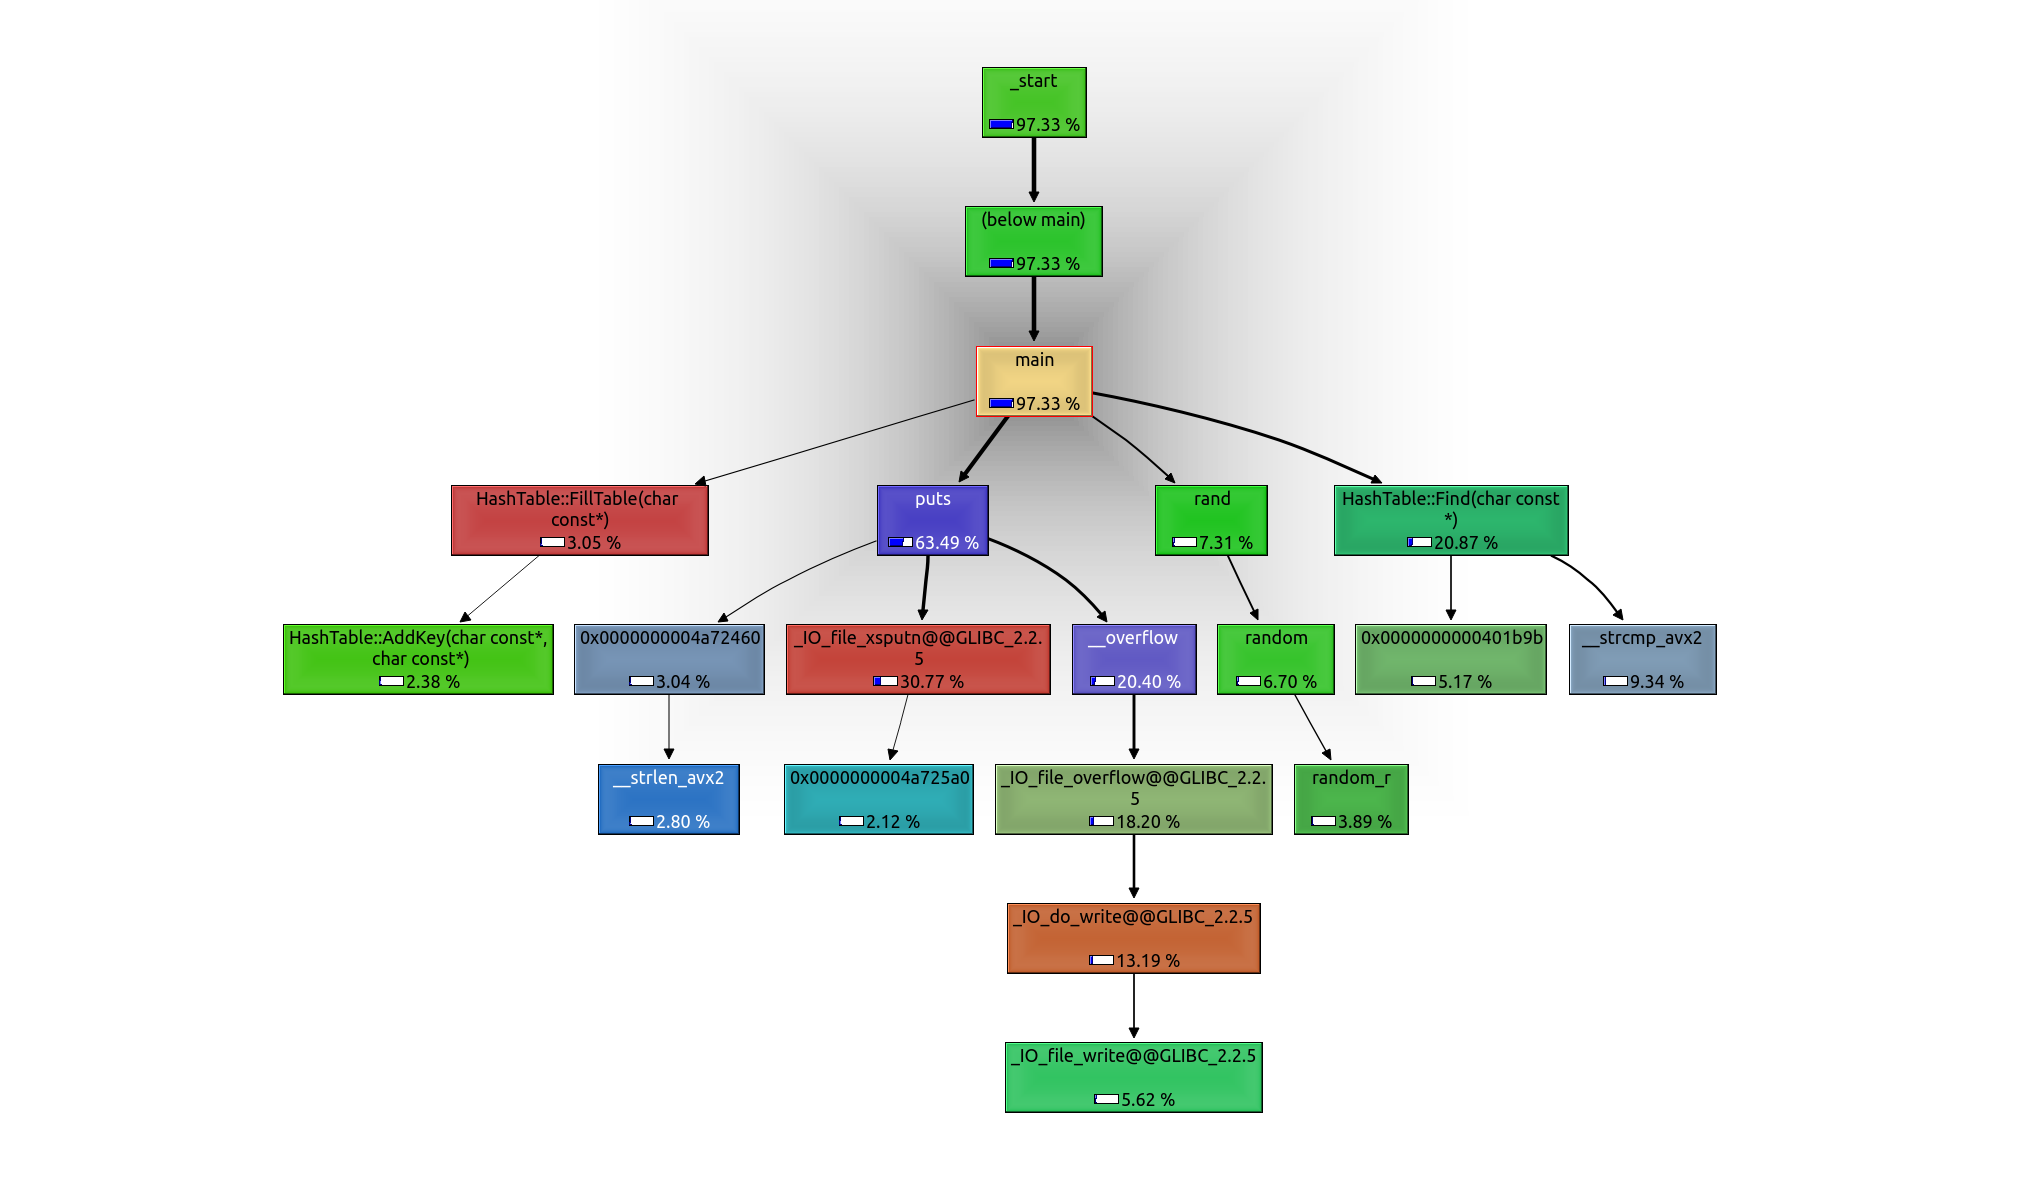 _start
97.33 %
(below main)
97.33 %
main
97.33 %
HashTable::FillTable(char
const*)
3.05 %
puts
63.49 %
rand
7.31 %
HashTable::Find(char const
*)
20.87 %
HashTable::AddKey(char const*,
char const*)
2.38 %
0x0000000004a72460
3.04 %
_IO_file_xsputn@@GLIBC_2.2.
5
30.77 %
__overflow
20.40 %
random
6.70 %
0x0000000000401b9b
5.17 %
__strcmp_avx2
9.34 %
__strlen_avx2
2.80 %
0x0000000004a725a0
2.12 %
_IO_file_overflow@@GLIBC_2.2.
5
18.20 %
random_r
3.89 %
_IO_do_write@@GLIBC_2.2.5
13.19 %
_IO_file_write@@GLIBC_2.2.5
5.62 %